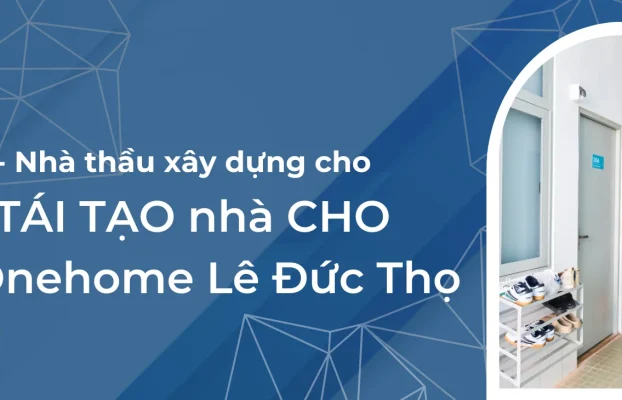 - Nhà thầu xây dựng cho
TÁI TẠO nhà CHO
Onehome Lê Đức Thọ